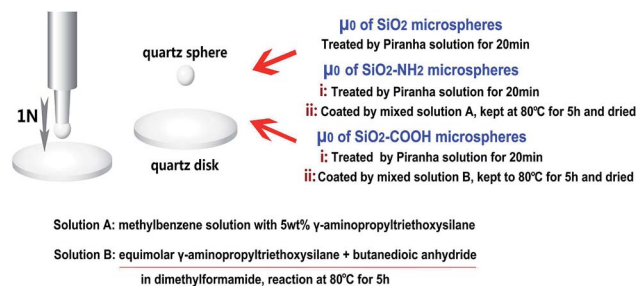 1N
quartz sphere
quartz disk
μ0 of SiO2 microspheres
Treated by Piranha solution for 20min
μ0 of SiO2-NH2 microspheres
i: Treated by Piranha solution for 20min
ii: Coated by mixed solution A, kept at 80℃ for 5h and dried
μ0 of SiO2-COOH microspheres
i: Treated by Piranha solution for 20min
ii: Coated by mixed solution B, kept to 80℃ for 5h and dried
Solution A: methylbenzene solution with 5wt% γ-aminopropyltriethoxysilane
Solution B: equimolar γ-aminopropyltriethoxysilane + butanedioic anhydride
in dimethylformamide, reaction at 80℃ for 5h